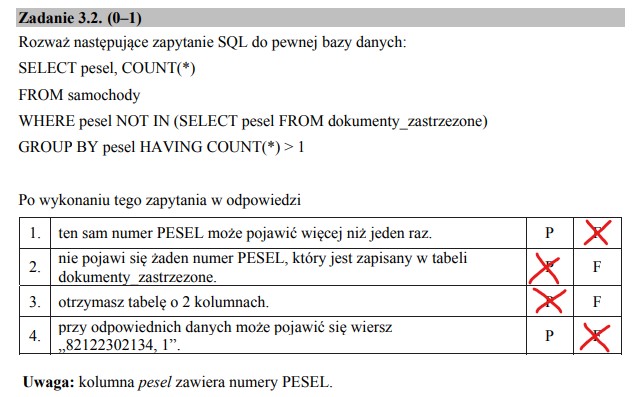 Zadanie 3.2. (0–1)
Rozważ następujące zapytanie SQL do pewnej bazy danych:
SELECT pesel, COUNT(*)
FROM samochody
WHERE pesel NOT IN (SELECT pesel FROM dokumenty_zastrzezone)
GROUP BY pesel HAVING COUNT(*) > 1
Po wykonaniu tego zapytania w odpowiedzi
1. ten sam numer PESEL może pojawić więcej niż jeden raz. P F
2. nie pojawi się żaden numer PESEL, który jest zapisany w tabeli
dokumenty_zastrzezone. P F
3. otrzymasz tabelę o 2 kolumnach. P F
4. przy odpowiednich danych może pojawić się wiersz
„82122302134, 1”. P F
Uwaga: kolumna pesel zawiera numery PESEL.